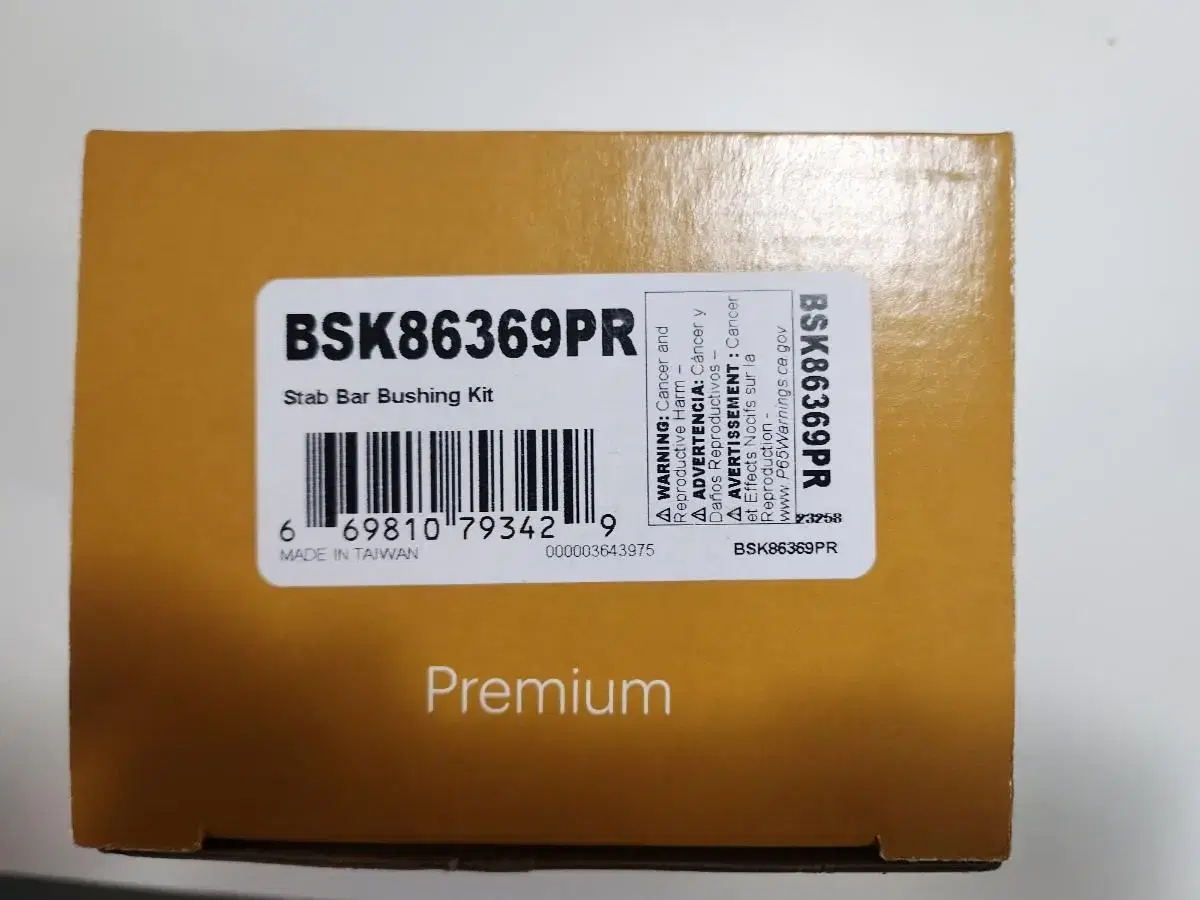 BSK86369PR
Stab Bar Bushing Kit
6 69810 79342 9
MADE IN TAIWAN
000003643975
⚠ WARNING: Cancer and
Reproductive Harm –
⚠ ADVERTENCIA: Cáncer y
Daños Reproductivos –
⚠ AVERTISSEMENT : Cancer
et Effects Nocifs sur la
Reproduction -
www.P65Warnings.ca.gov
BSK86369PR
23258
BSK86369PR
Premium